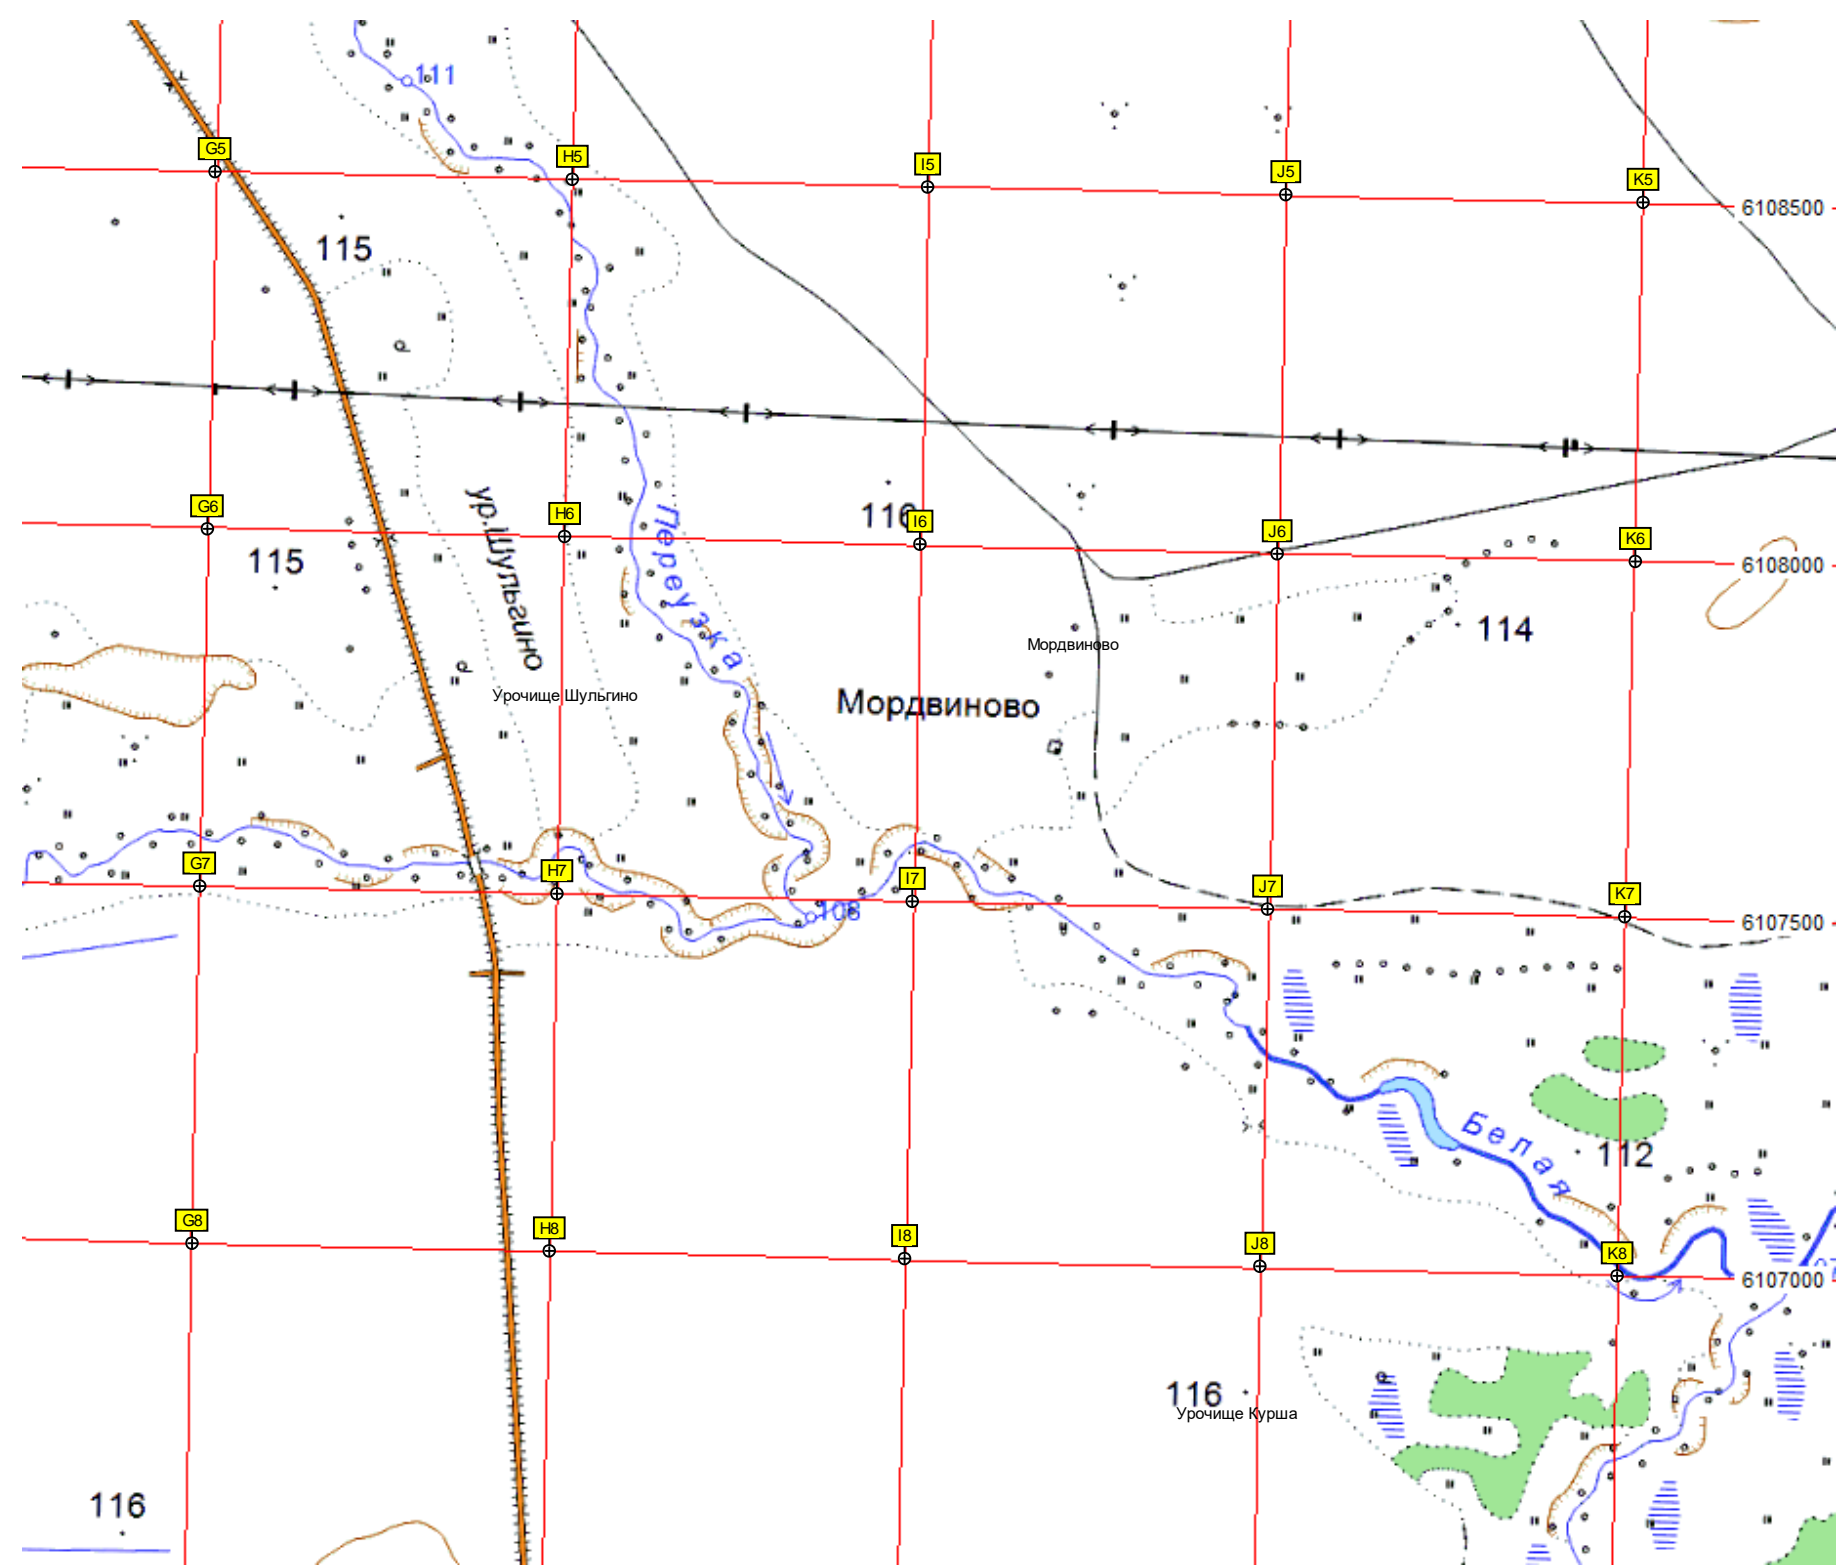 111
G5
H5
I5
J5
K5
6108500
115
ур.Шульгино
Переузка
116
G6
H6
I6
J6
K6
6108000
115
114
Мордвиново
Урочище Шульгино
Мордвиново
G7
H7
I7
J7
K7
108
6107500
Белая
112
G8
H8
I8
J8
K8
6107000
116
Урочище Курша
116